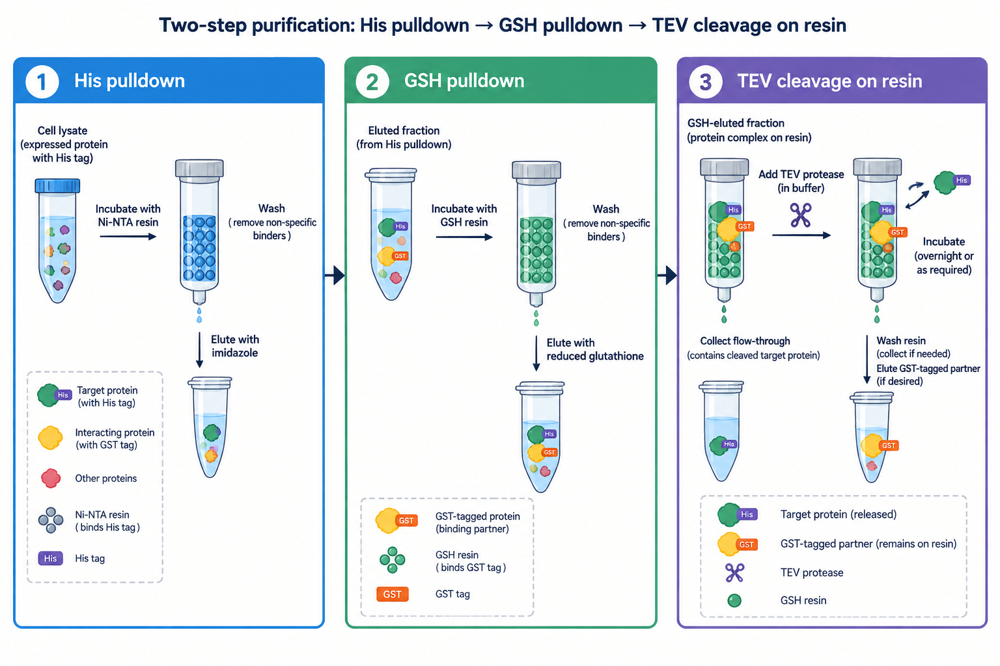 Two-step purification: His pulldown → GSH pulldown → TEV cleavage on resin
1
His pulldown
Cell lysate
(expressed protein
with His tag)
Incubate with
Ni-NTA resin
Wash
( remove non-specific
binders )
Elute with
imidazole
His
Target protein
(with His tag)
Interacting protein
(with GST tag)
Other proteins
Ni-NTA resin
( binds His tag )
His
His tag
2
GSH pulldown
Eluted fraction
(from His pulldown)
His
GST
Incubate with
GSH resin
Wash
( remove non-specific
binders )
Elute with
reduced glutathione
His
GST
GST
GST-tagged protein
(binding partner)
GSH resin
( binds GST tag )
GST
GST tag
3
TEV cleavage on resin
GSH-eluted fraction
(protein complex on resin)
His
GST
Add TEV protease
(in buffer)
His
GST
His
Incubate
(overnight or
as required)
Collect flow-through
(contains cleaved target protein)
His
Wash resin
(collect if needed)
Elute GST-tagged partner
(if desired)
GST
His
Target protein (released)
GST
GST-tagged partner (remains on resin)
TEV protease
GSH resin